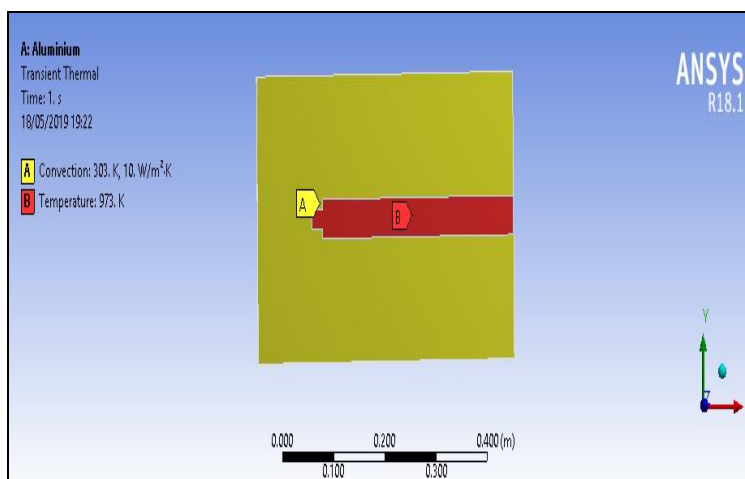 A: Aluminium
Transient Thermal
Time: 1. s
18/05/2019 19:22
A Convection: 303. K, 10. W/m²·K
B Temperature: 973. K
ANSYS
R18.1
A
B
Y
Z
0.000 0.200 0.400 (m)
0.100 0.300